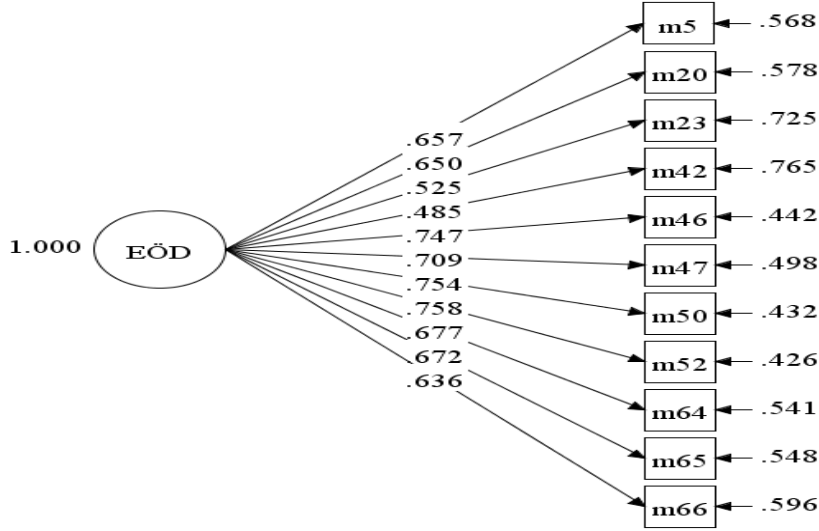 m5 .568
m20 .578
m23 .725
.657
.650
m42 .765
.525
.485
m46 .442
.747
1.000 EÖD
.709
m47 .498
.754
.758
m50 .432
.677
.672
m52 .426
.636
m64 .541
m65 .548
m66 .596